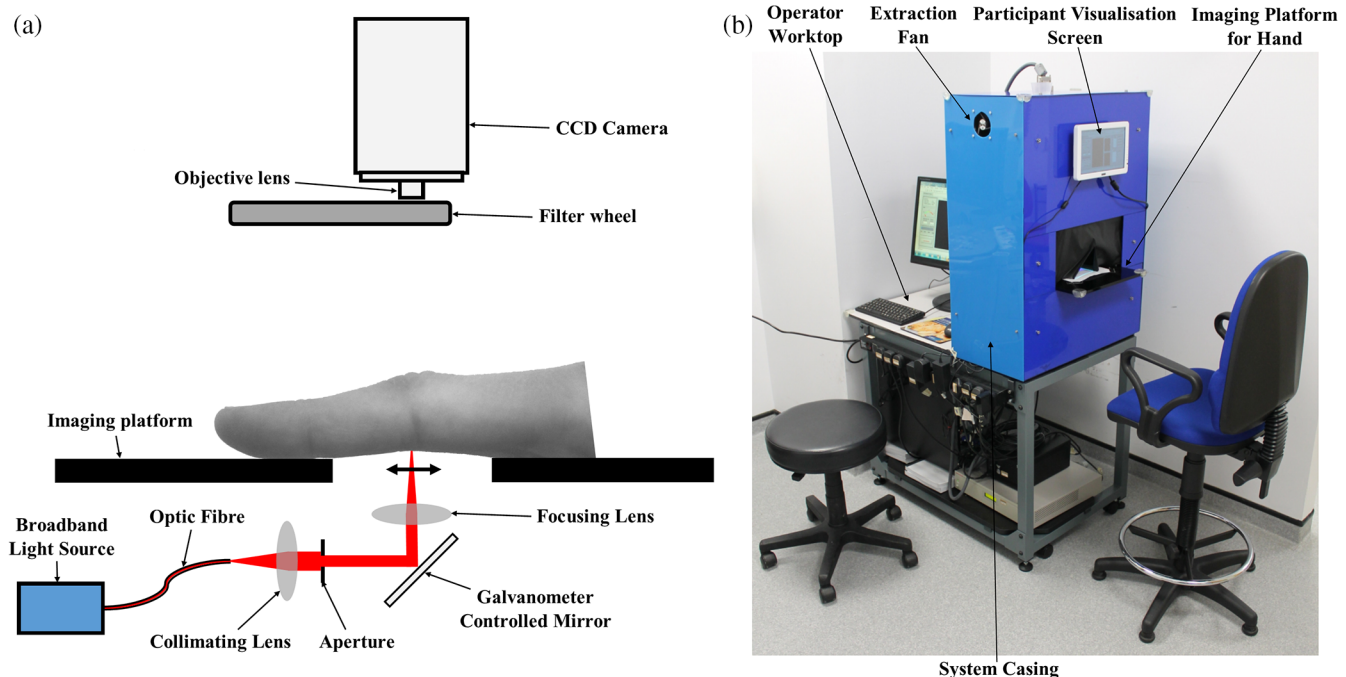 (a)
CCD Camera
Objective lens
Filter wheel
Imaging platform
Broadband
Light Source
Optic Fibre
Focusing Lens
Collimating Lens
Aperture
Galvanometer
Controlled Mirror
(b)
Operator
Worktop
Extraction
Fan
Participant Visualisation
Screen
Imaging Platform
for Hand
System Casing